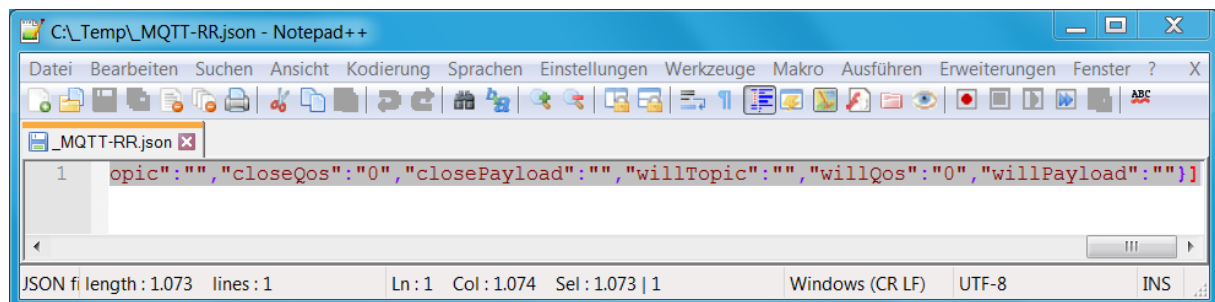 C:\_Temp\_MQTT-RR.json - Notepad++
Datei Bearbeiten Suchen Ansicht Kodierung Sprachen Einstellungen Werkzeuge Makro Ausführen Erweiterungen Fenster ? X
ABC
_MQTT-RR.json
1 opic":"","closeQos":"0","closePayload":"","willTopic":"","willQos":"0","willPayload":""}]
JSON fi length : 1.073 lines : 1 Ln : 1 Col : 1.074 Sel : 1.073 | 1 Windows (CR LF) UTF-8 INS